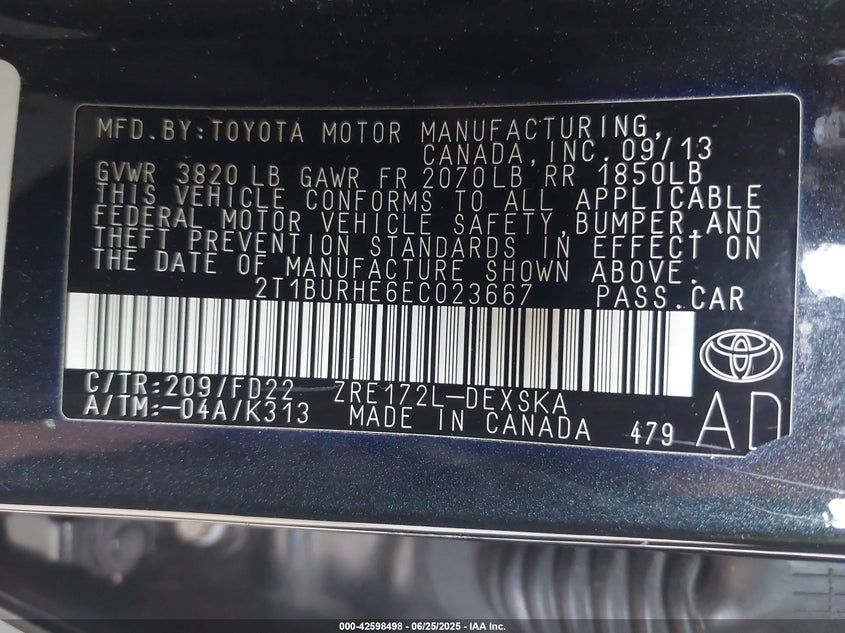 MFD.BY:TOYOTA MOTOR MANUFACTURING,
CANADA,INC.09/13
GVWR 3820 LB GAWR FR 2070LB RR 1850LB
THIS VEHICLE CONFORMS TO ALL APPLICABLE
FEDERAL MOTOR VEHICLE SAFETY,BUMPER,AND
THEFT PREVENTION STANDARDS IN EFFECT ON
THE DATE OF MANUFACTURE SHOWN ABOVE.
2T1BURHE6EC023667 PASS.CAR
C/TR:209/FD22 ZRE172L-DEXSKA
A/TM:-04A/K313 MADE IN CANADA 479 AD
000-42598498 - 06/25/2025 - IAA Inc.